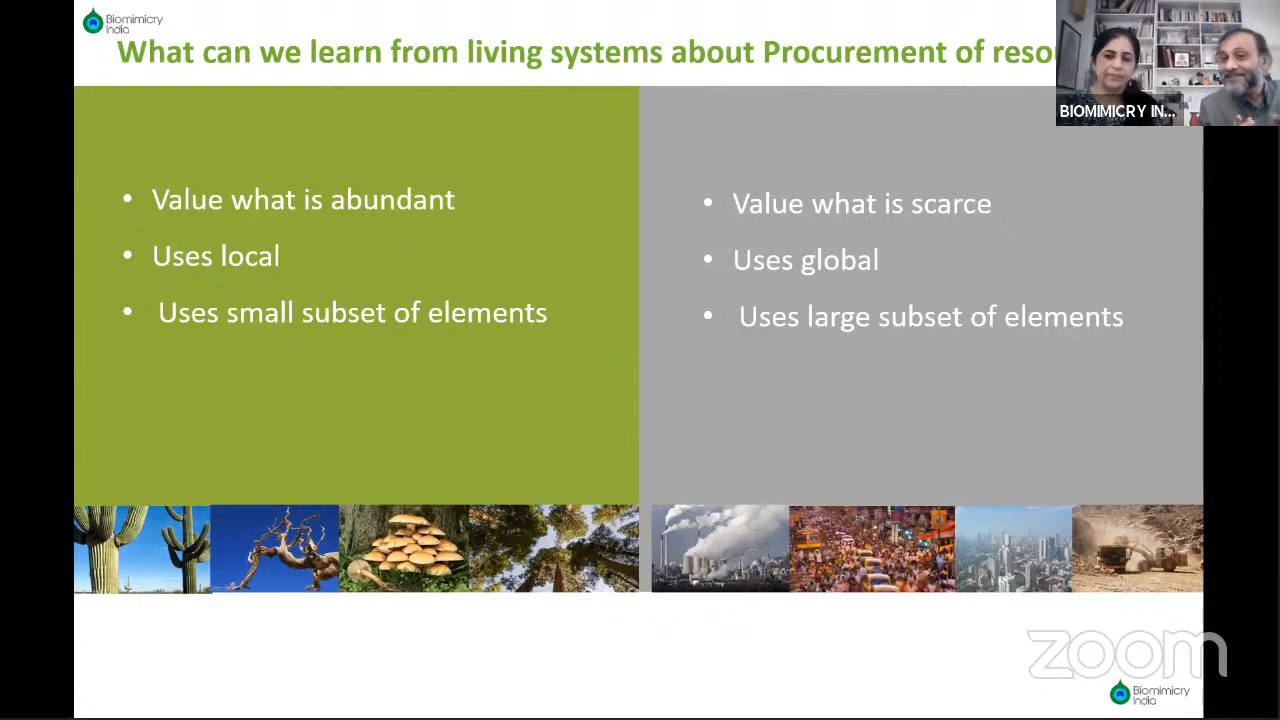 Biomimicry
India
What can we learn from living systems about Procurement of reso
BIOMIMICRY IN...
• Value what is abundant
• Uses local
• Uses small subset of elements
• Value what is scarce
• Uses global
• Uses large subset of elements
zoom
Biomimicry
India